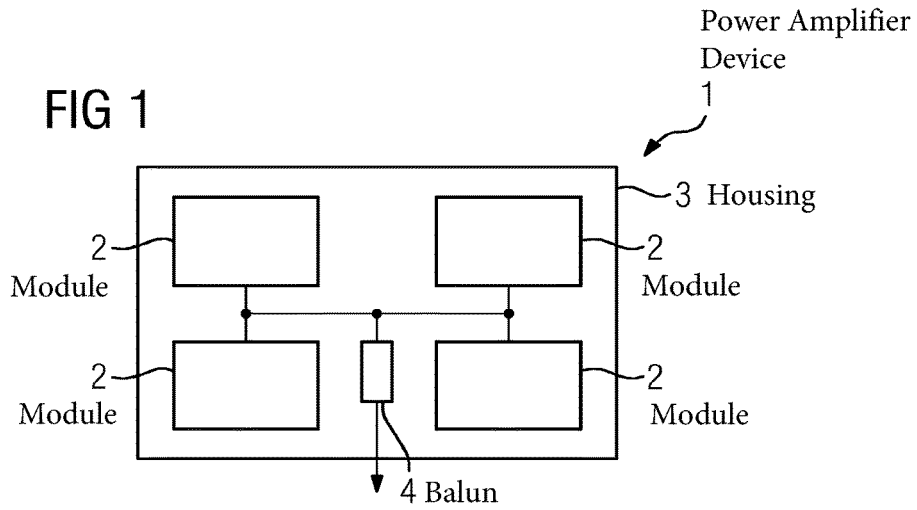 Power Amplifier
Device
1
FIG 1
3 Housing
2
Module
2
Module
2
Module
2
Module
4 Balun